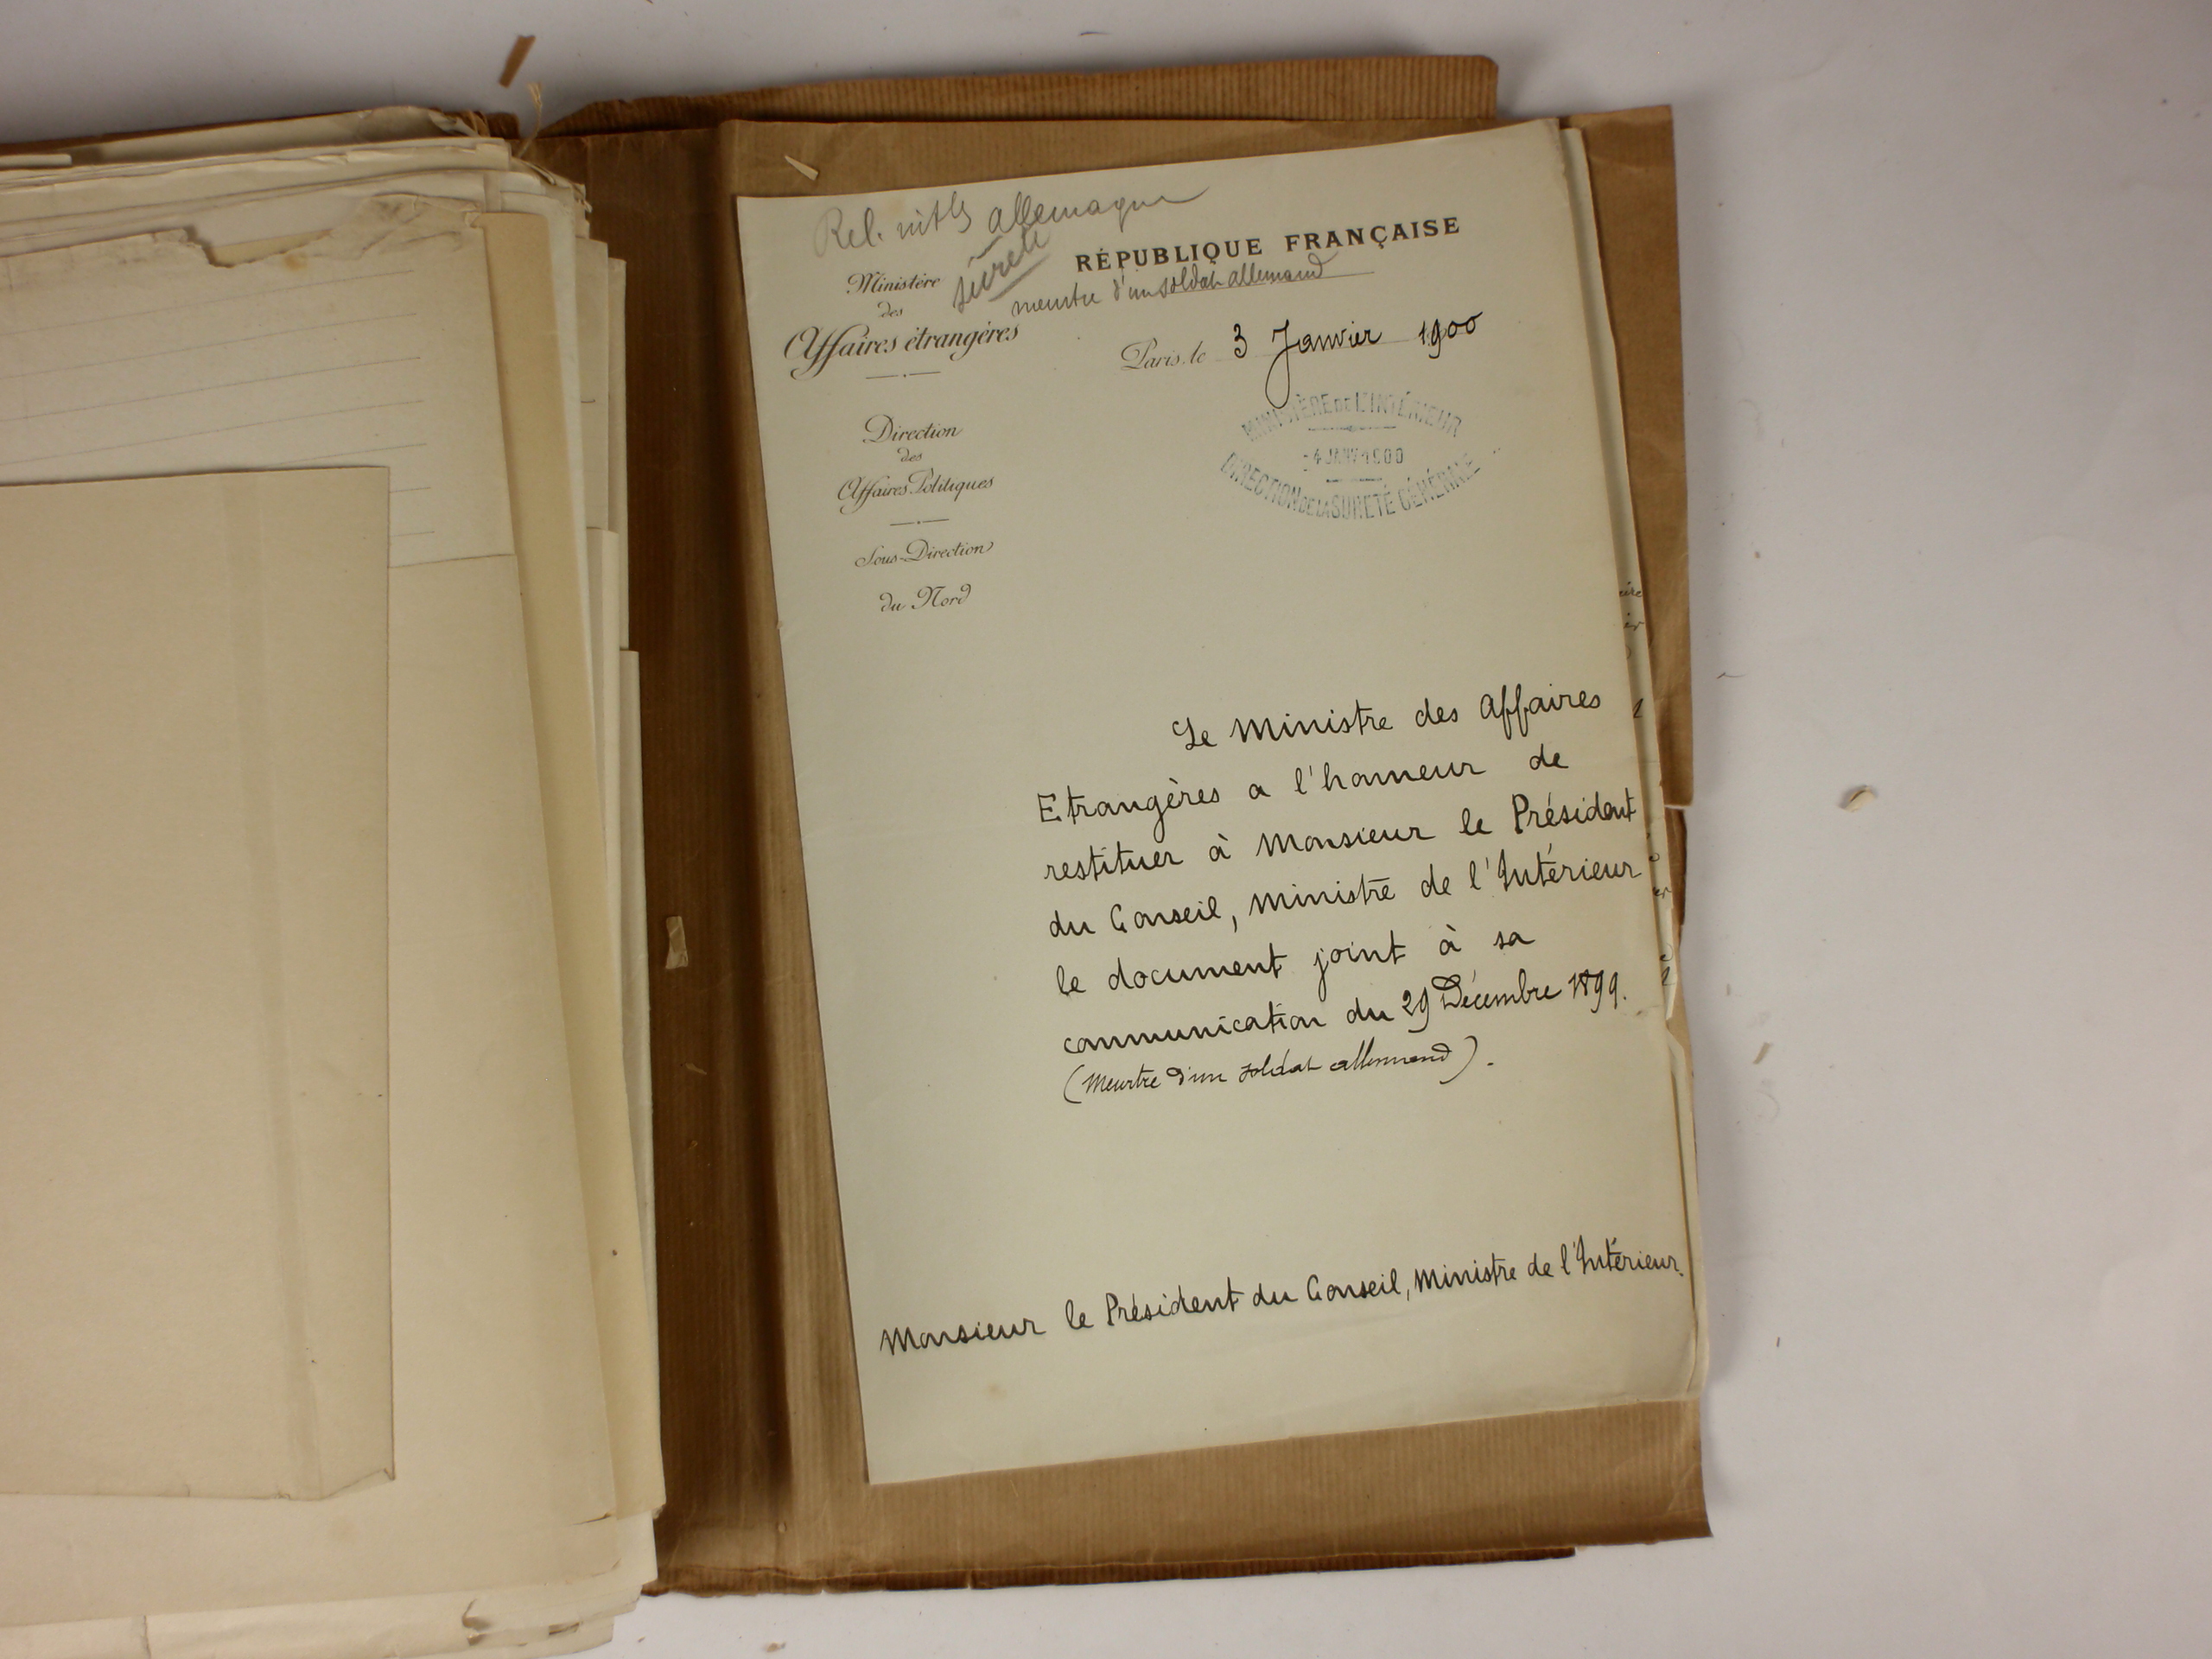 allemagne
sûreté
RÉPUBLIQUE FRANÇAISE
meurtre d'un soldat allemand
Ministère
des
Affaires étrangères
Paris, le 3 Janvier 1900
MINISTÈRE DE L'INTÉRIEUR
4 JANV 1900
DIRECTION DE LA SURETÉ GÉNÉRALE
Direction
des
Affaires Politiques
Sous-Direction
du Nord
Le Ministre des Affaires
Etrangères a l'honneur de
restituer à Monsieur le Président
du Conseil, Ministre de l'Intérieur
le document joint à sa
communication du 29 Décembre 1899.
(Meurtre d'un soldat allemand).
Monsieur le Président du Conseil, Ministre de l'Intérieur.